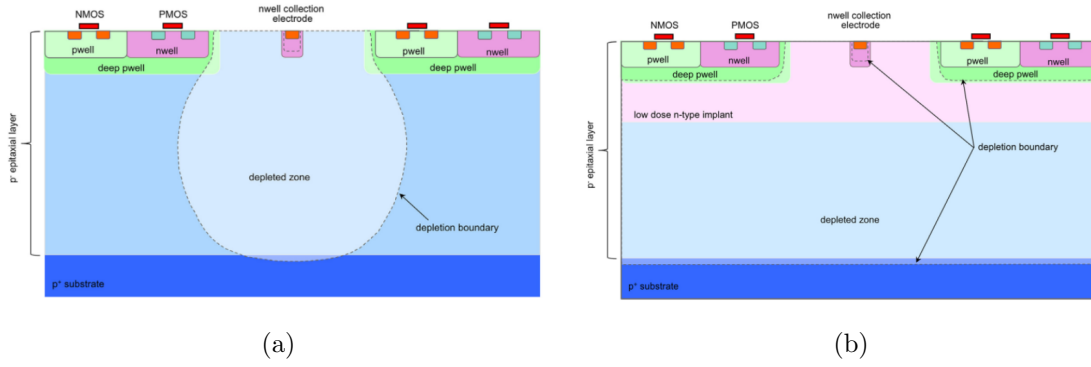 NMOS
PMOS
nwell collection
electrode
pwell
nwell
pwell
nwell
deep pwell
deep pwell
p⁻ epitaxial layer
depleted zone
depletion boundary
p⁺ substrate
(a)
NMOS
PMOS
nwell collection
electrode
NMOS
PMOS
pwell
nwell
pwell
nwell
deep pwell
deep pwell
low dose n-type implant
p⁻ epitaxial layer
depletion boundary
depleted zone
p⁺ substrate
(b)